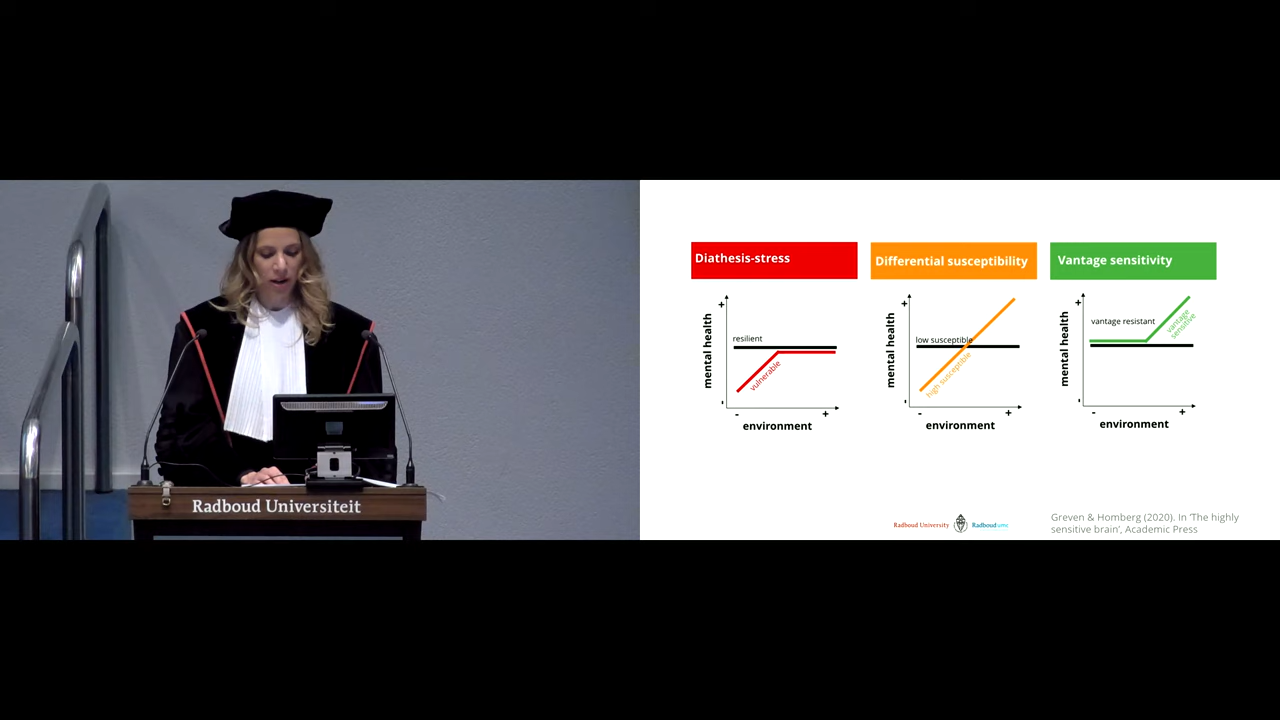 Radboud Universiteit
Diathesis-stress
Differential susceptibility
Vantage sensitivity
+
mental health
resilient
vulnerable
-
-
+
environment
+
mental health
low susceptible
high susceptible
-
-
+
environment
+
mental health
vantage resistant
vantage
sensitive
-
-
+
environment
Radboud University
Radboudumc
Greven & Homberg (2020). In ‘The highly
sensitive brain’, Academic Press